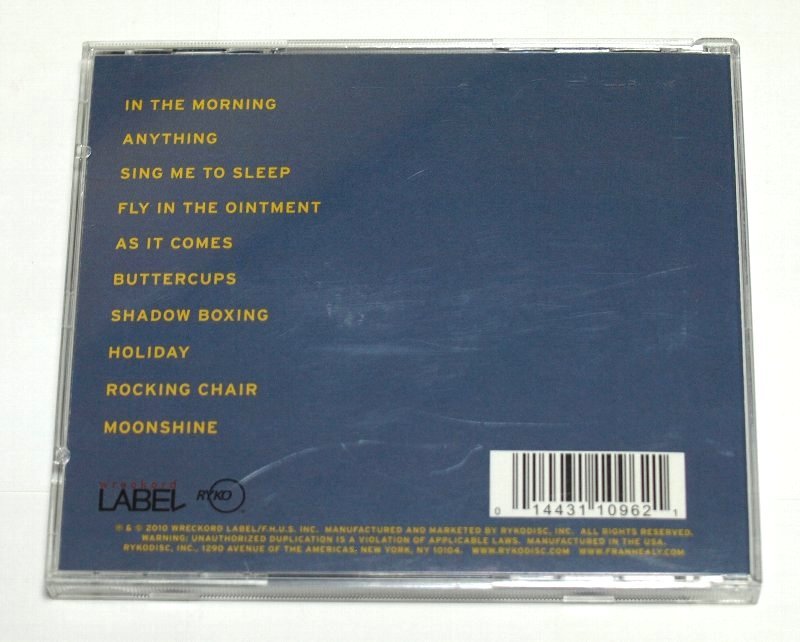 IN THE MORNING
ANYTHING
SING ME TO SLEEP
FLY IN THE OINTMENT
AS IT COMES
BUTTERCUPS
SHADOW BOXING
HOLIDAY
ROCKING CHAIR
MOONSHINE
wreckord
LABEL
RYKO
0 14431 10962 1
℗ & © 2010 WRECKORD LABEL/F.H.U.S. INC. MANUFACTURED AND MARKETED BY RYKODISC, INC. ALL RIGHTS RESERVED.
WARNING: UNAUTHORIZED DUPLICATION IS A VIOLATION OF APPLICABLE LAWS. MANUFACTURED IN THE USA.
RYKODISC, INC., 1290 AVENUE OF THE AMERICAS, NEW YORK, NY 10104. WWW.RYKODISC.COM WWW.FRANHEALY.COM